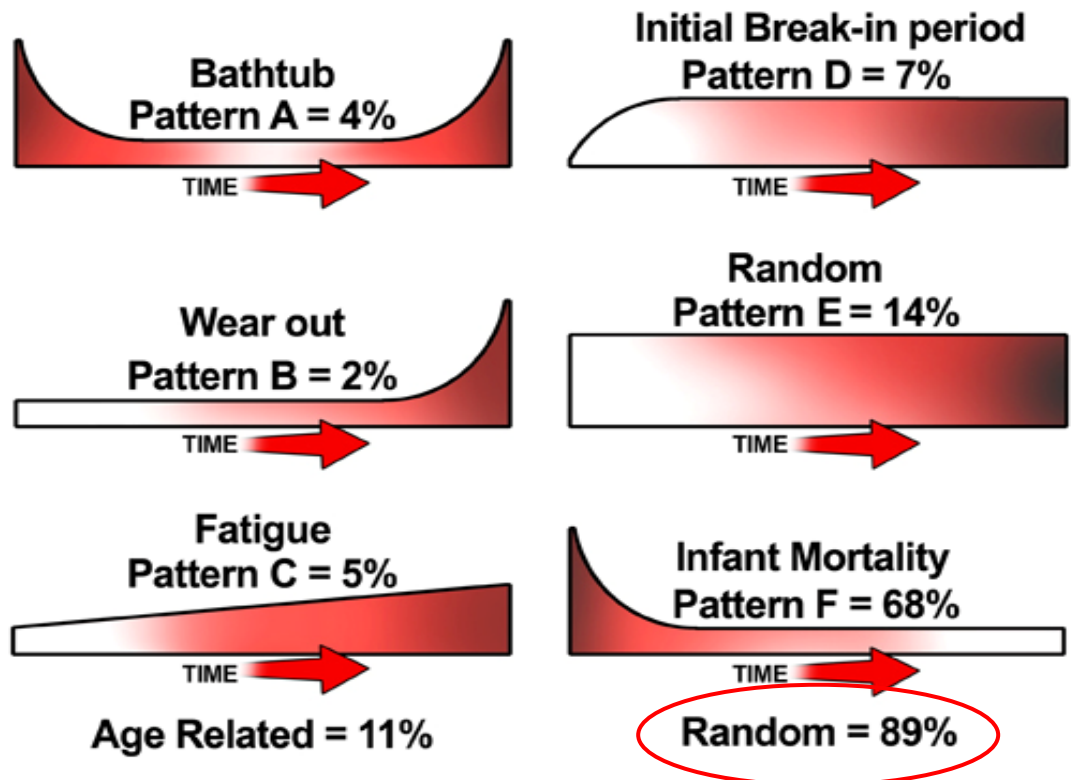 Bathtub
Pattern A = 4%
TIME
Wear out
Pattern B = 2%
TIME
Fatigue
Pattern C = 5%
TIME
Age Related = 11%
Initial Break-in period
Pattern D = 7%
TIME
Random
Pattern E = 14%
TIME
Infant Mortality
Pattern F = 68%
TIME
Random = 89%